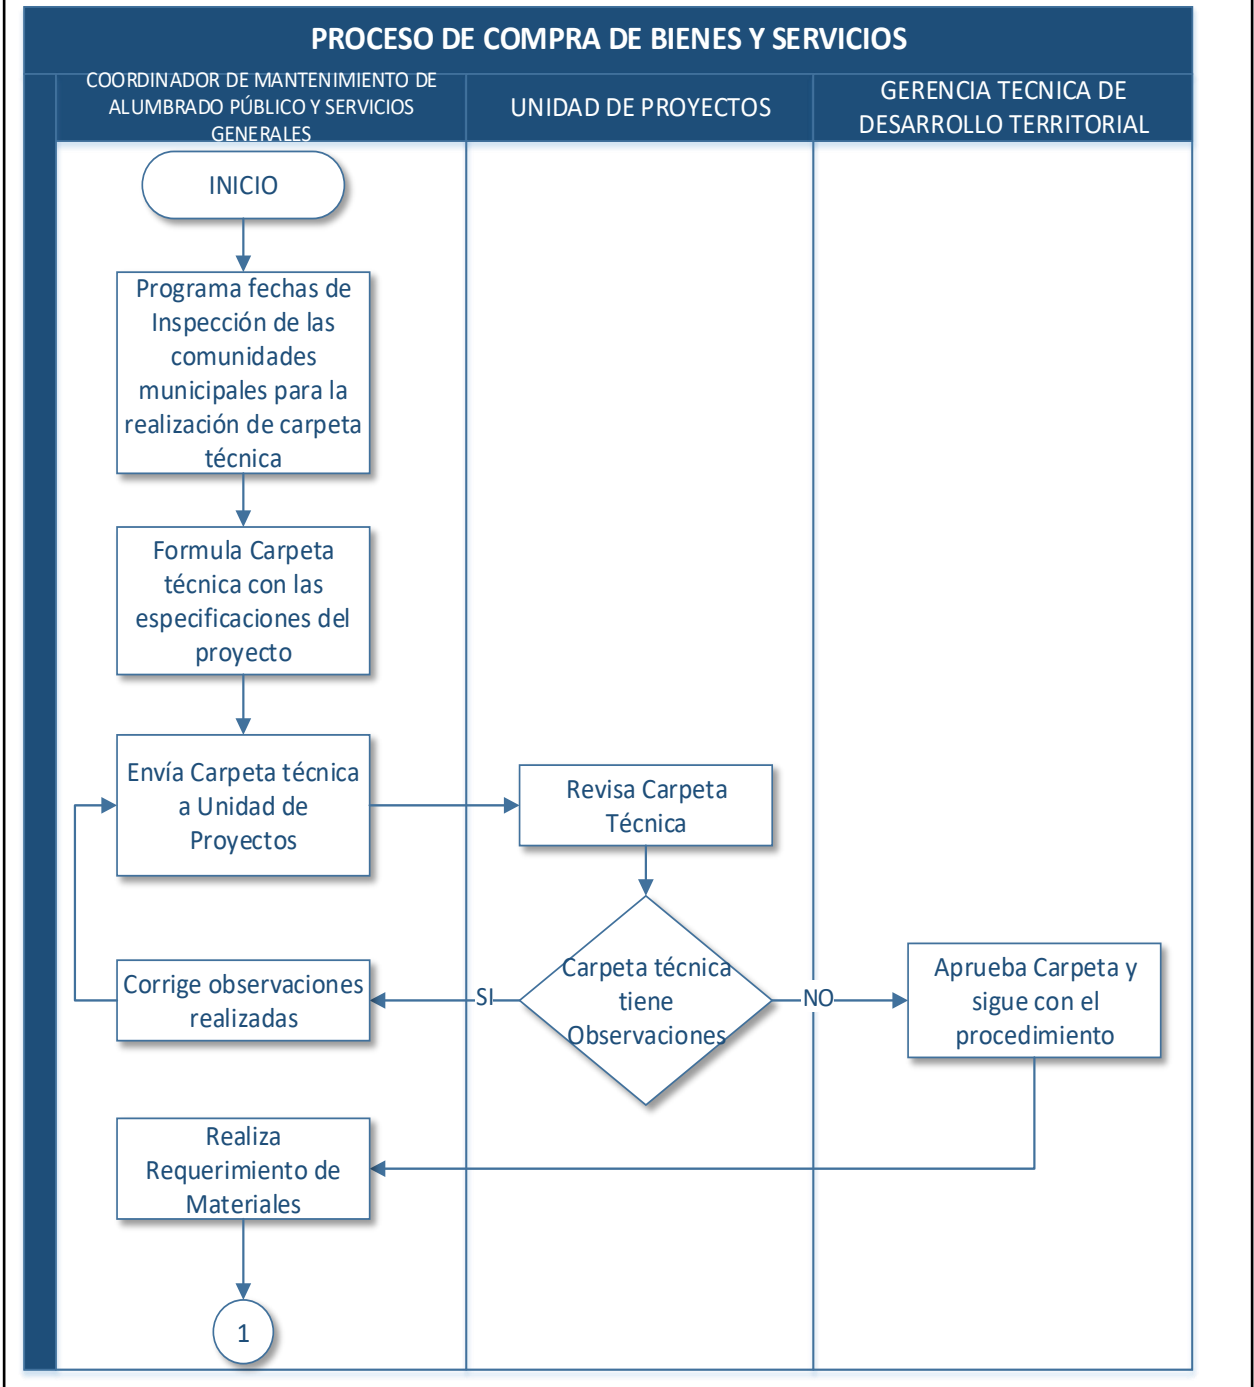 PROCESO DE COMPRA DE BIENES Y SERVICIOS
COORDINADOR DE MANTENIMIENTO DE
ALUMBRADO PÚBLICO Y SERVICIOS
GENERALES
UNIDAD DE PROYECTOS
GERENCIA TECNICA DE
DESARROLLO TERRITORIAL
INICIO
Programa fechas de
Inspección de las
comunidades
municipales para la
realización de carpeta
técnica
Formula Carpeta
técnica con las
especificaciones del
proyecto
Envía Carpeta técnica
a Unidad de
Proyectos
Revisa Carpeta
Técnica
Carpeta técnica
tiene
Observaciones
SI
NO
Corrige observaciones
realizadas
Aprueba Carpeta y
sigue con el
procedimiento
Realiza
Requerimiento de
Materiales
1